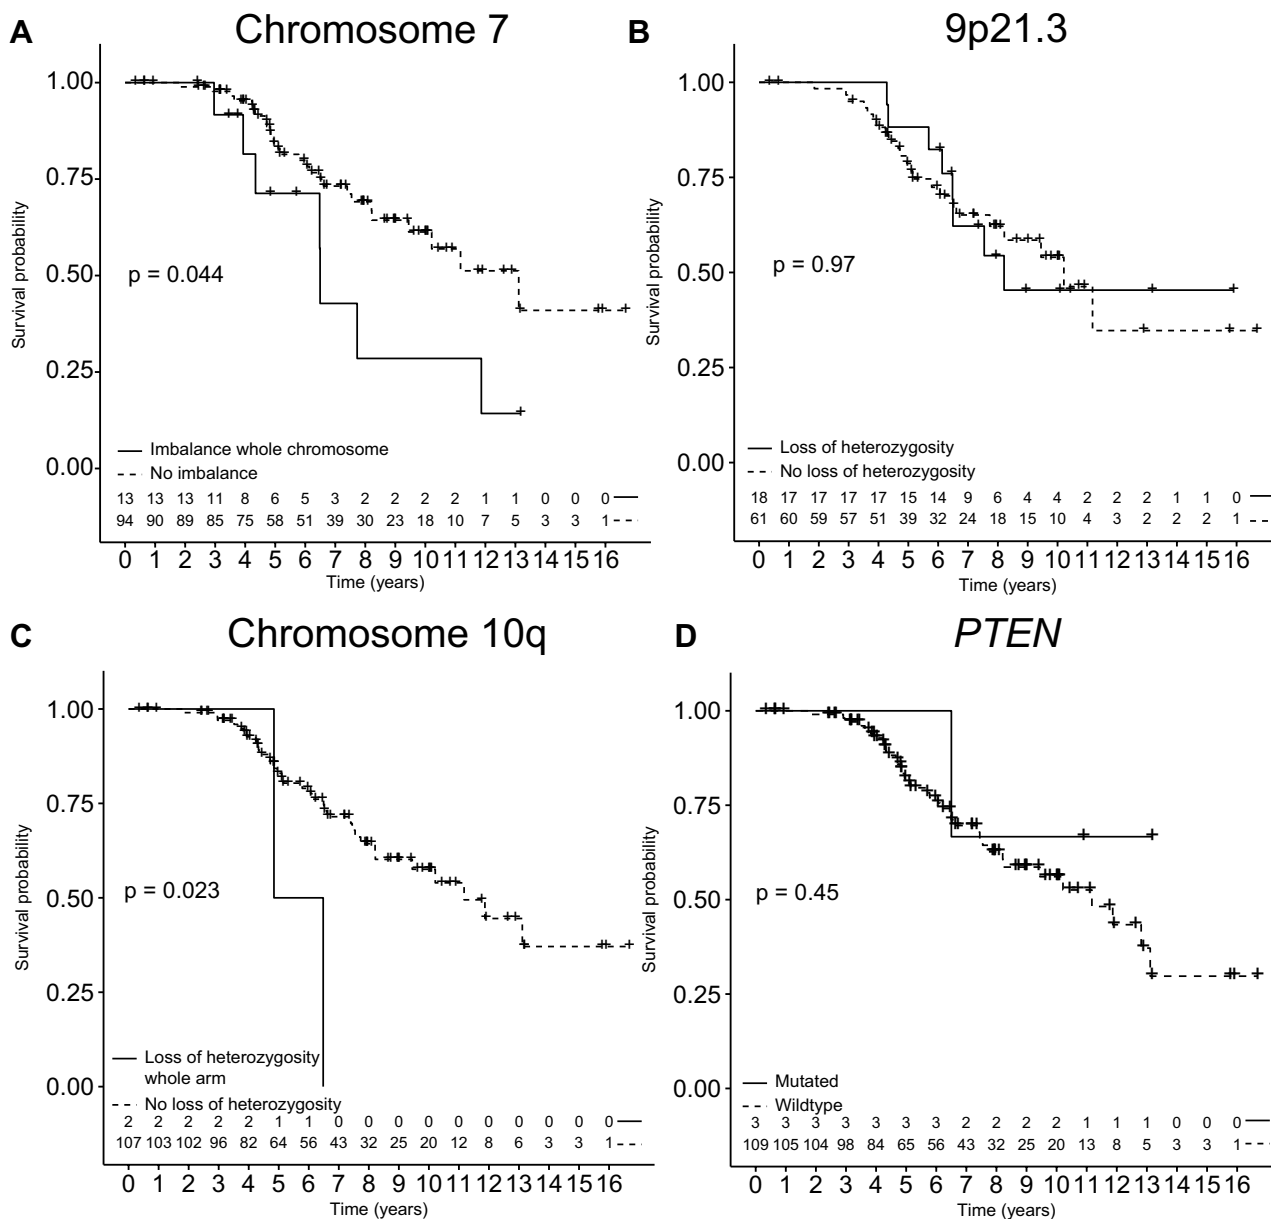 A
Chromosome 7
1.00
0.75
0.50
0.25
0.00
Survival probability
p = 0.044
Imbalance whole chromosome
No imbalance
13 13 13 11 8 6 5 3 2 2 2 2 1 1 0 0 0
94 90 89 85 75 58 51 39 30 23 18 10 7 5 3 3 1
0 1 2 3 4 5 6 7 8 9 10 11 12 13 14 15 16
Time (years)
B
9p21.3
1.00
0.75
0.50
0.25
0.00
Survival probability
p = 0.97
Loss of heterozygosity
No loss of heterozygosity
18 17 17 17 17 15 14 9 6 4 4 2 2 2 1 1 0
61 60 59 57 51 39 32 24 18 15 10 4 3 2 2 2 1
0 1 2 3 4 5 6 7 8 9 10 11 12 13 14 15 16
Time (years)
C
Chromosome 10q
1.00
0.75
0.50
0.25
0.00
Survival probability
p = 0.023
Loss of heterozygosity
whole arm
No loss of heterozygosity
2 2 2 2 2 1 1 0 0 0 0 0 0 0 0 0 0
107 103 102 96 82 64 56 43 32 25 20 12 8 6 3 3 1
0 1 2 3 4 5 6 7 8 9 10 11 12 13 14 15 16
Time (years)
D
PTEN
1.00
0.75
0.50
0.25
0.00
Survival probability
p = 0.45
Mutated
Wildtype
3 3 3 3 3 3 3 2 2 2 2 1 1 1 0 0 0
109 105 104 98 84 65 56 43 32 25 20 13 8 5 3 3 1
0 1 2 3 4 5 6 7 8 9 10 11 12 13 14 15 16
Time (years)